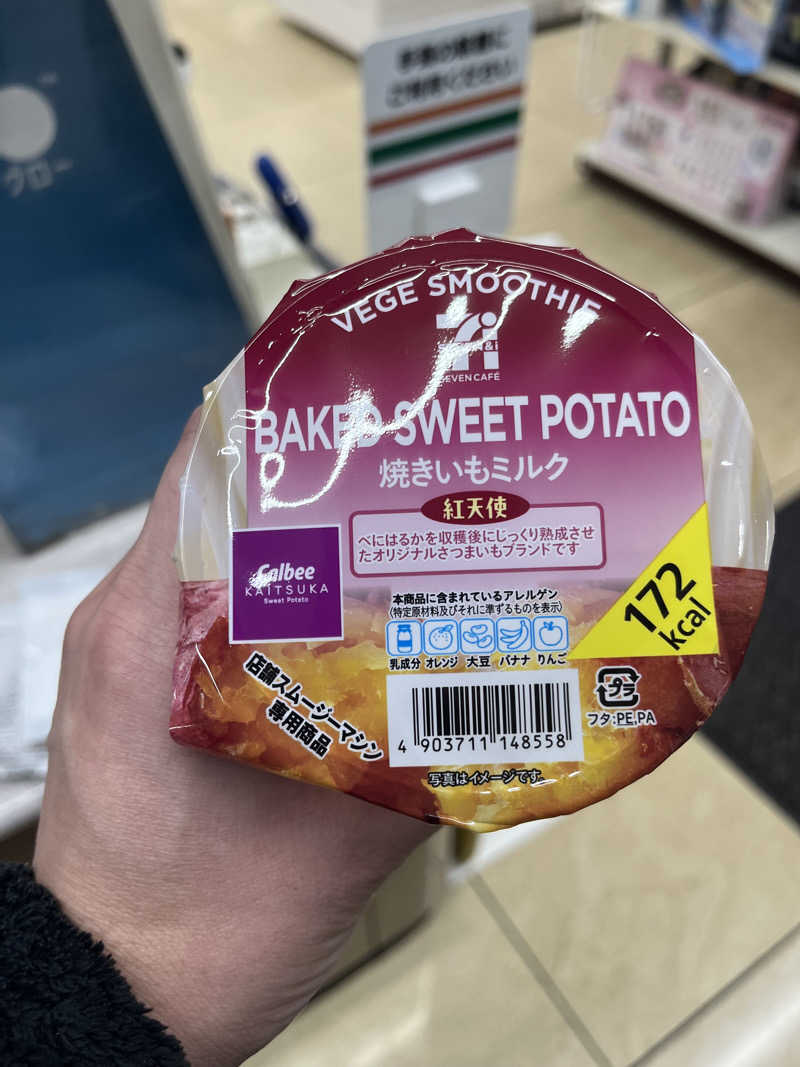 グロー
VEGE SMOOTHIE
SEVEN&i
SEVEN CAFÉ
BAKED SWEET POTATO
焼きいもミルク
紅天使
べにはるかを収穫後にじっくり熟成させ
たオリジナルさつまいもブランドです
Calbee
KAITSUKA
Sweet Potato
172
kcal
本商品に含まれているアレルゲン
(特定原材料及びそれに準ずるものを表示)
乳成分 オレンジ 大豆 バナナ りんご
店舗スムージーマシン
専用商品
4 903711 148558
プラ
フタ:PE,PA
写真はイメージです